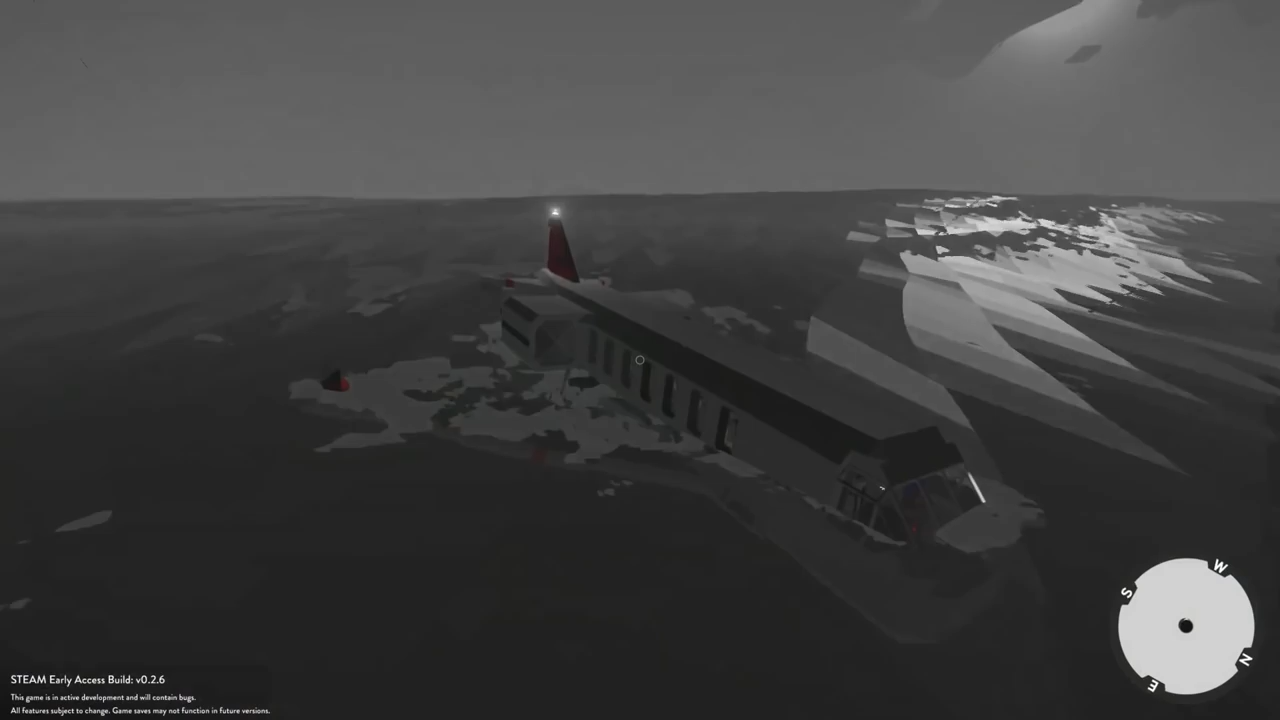 W
S
N
E
STEAM Early Access Build: v0.2.6
This game is in active development and will contain bugs.
All features subject to change. Game saves may not function in future versions.